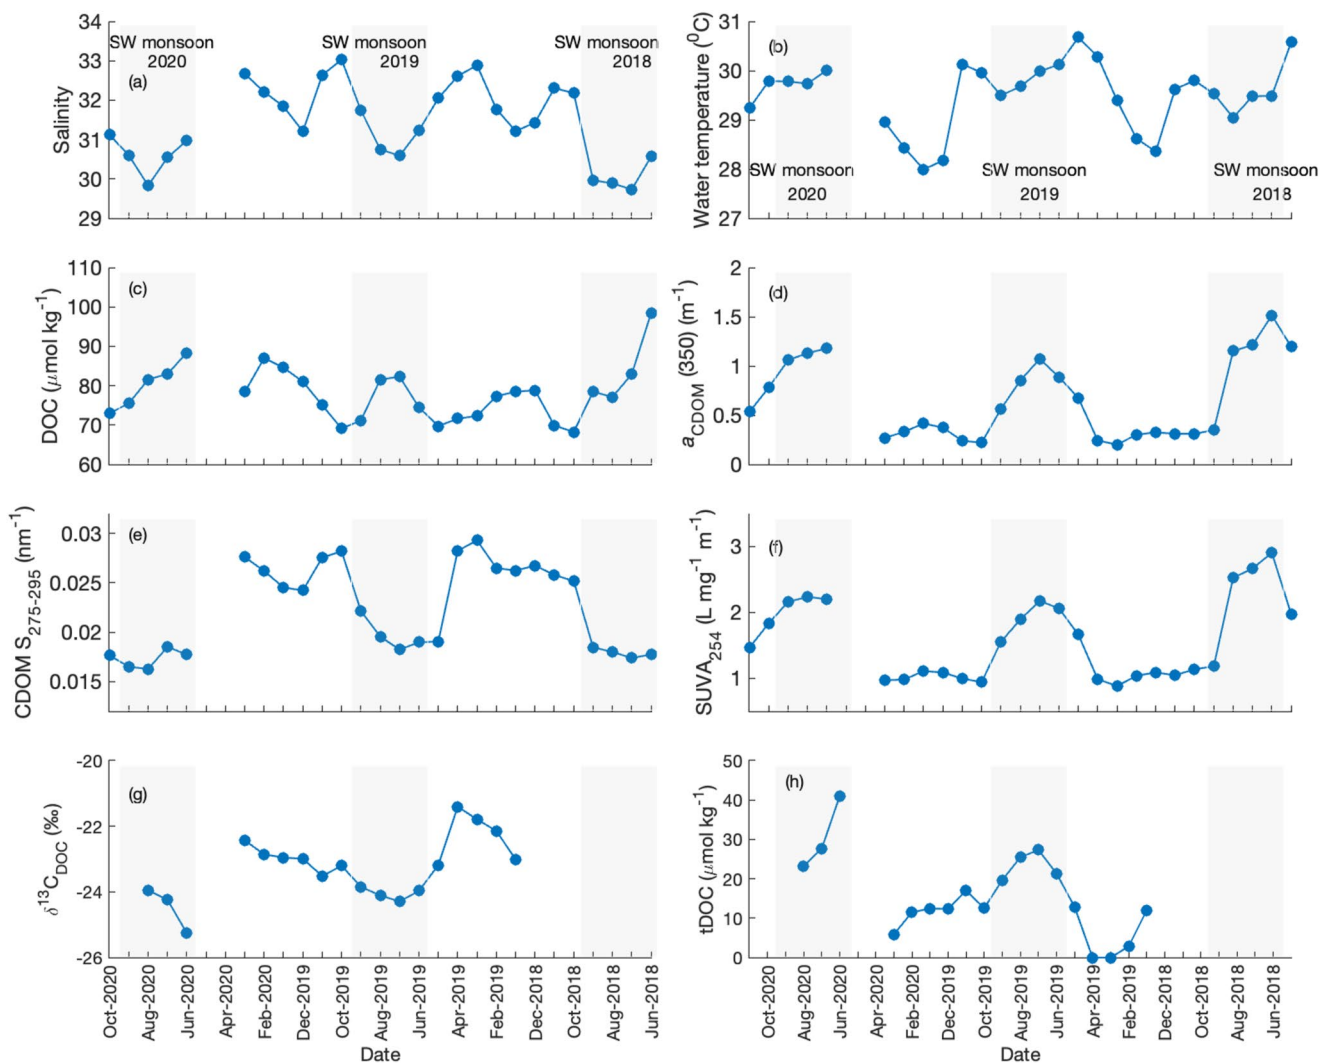 34
33
32
31
30
29
Salinity
SW monsoon
2020
SW monsoon
2019
SW monsoon
2018
(a)
31
30
29
28
27
Water temperature (⁰C)
(b)
SW monsoon
2020
SW monsoon
2019
SW monsoon
2018
110
100
90
80
70
60
DOC (μmol kg⁻¹)
(c)
2
1.5
1
0.5
0
a_CDOM (350) (m⁻¹)
(d)
0.03
0.025
0.02
0.015
CDOM S₂₇₅₋₂₉₅ (nm⁻¹)
(e)
3
2
1
SUVA₂₅₄ (L mg⁻¹ m⁻¹)
(f)
-20
-22
-24
-26
δ¹³C_DOC (‰)
(g)
Oct-2020
Aug-2020
Jun-2020
Apr-2020
Feb-2020
Dec-2019
Oct-2019
Aug-2019
Jun-2019
Apr-2019
Feb-2019
Dec-2018
Oct-2018
Aug-2018
Jun-2018
Date
50
40
30
20
10
0
tDOC (μmol kg⁻¹)
(h)
Oct-2020
Aug-2020
Jun-2020
Apr-2020
Feb-2020
Dec-2019
Oct-2019
Aug-2019
Jun-2019
Apr-2019
Feb-2019
Dec-2018
Oct-2018
Aug-2018
Jun-2018
Date